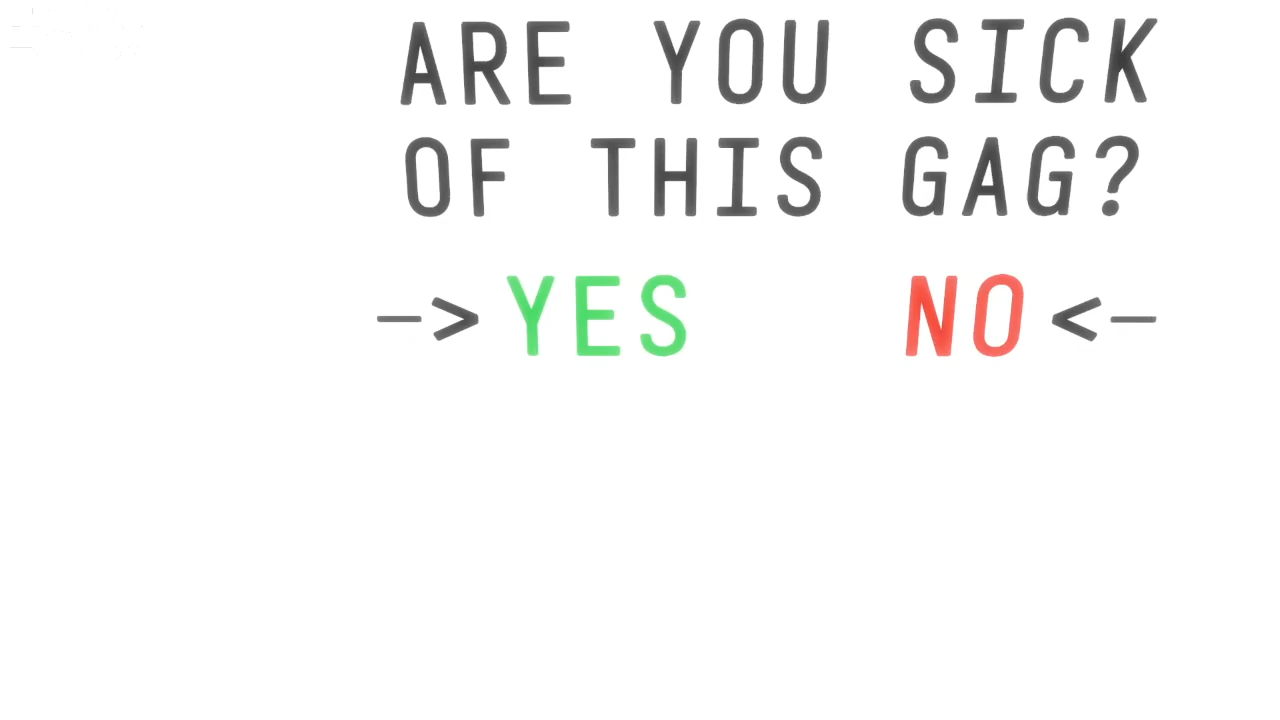 ARE YOU SICK
OF THIS GAG?
—> YES NO <—